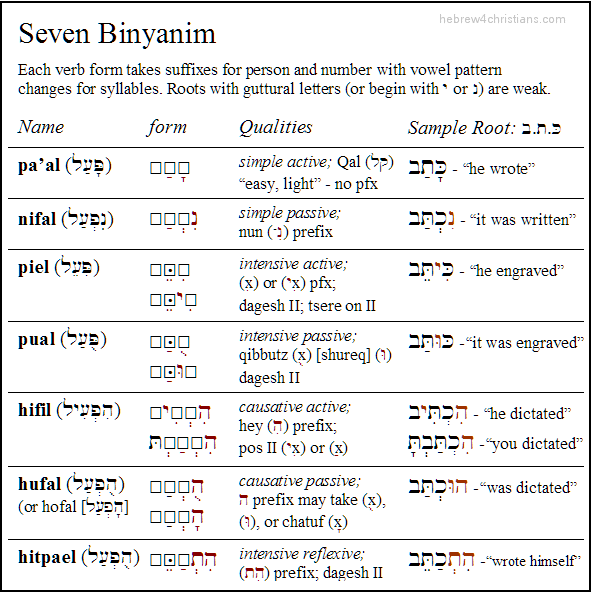 hebrew4christians.com
Seven Binyanim
Each verb form takes suffixes for person and number with vowel pattern
changes for syllables. Roots with guttural letters (or begin with י or נ) are weak.
Name form Qualities Sample Root: כּ.ת.ב
pa’al (פָּעַל) □ָ□ַ□ simple active; Qal (קל) כָּתַב - “he wrote”
“easy, light” - no pfx
nifal (נִפְעַל) נִ□ְ□ַ□ simple passive; נִכְתַּב - “it was written”
nun (נִ) prefix
piel (פִּעֵל) □ִ□ֵּ□ intensive active; כִּיתֵּב - “he engraved”
□ִי□ֵּ□ (xִ) or (xִי) pfx;
dagesh II; tsere on II
pual (פֻּעַל) □ֻ□ַּ□ intensive passive; כּוּתַּב -“it was engraved”
□וּ□ַּ□ qibbutz (xֻ) [shureq] (וּ)
dagesh II
hifil (הִפְעִיל) הִ□ְ□ִי□ causative active; הִכְתִּיב - “he dictated”
הִ□ְ□ַ□ְתּ hey (הִ) prefix; הִכְתַּבְתָּ -“you dictated”
pos II (xִי) or (x)
hufal (הֻפְעַל) הֻ□ְ□ַ□ causative passive; הוּכְתַּב -“was dictated”
(or hofal [הָפְעַל] הָ□ְ□ַ□ ה prefix may take (xֻ),
(וּ), or chatuf (xָ)
hitpael (הֻפְעַל) הִתְ□ַ□ֵּ□ intensive reflexive; הִתְכַּתֵּב -“wrote himself”
(הִתְ) prefix; dagesh II